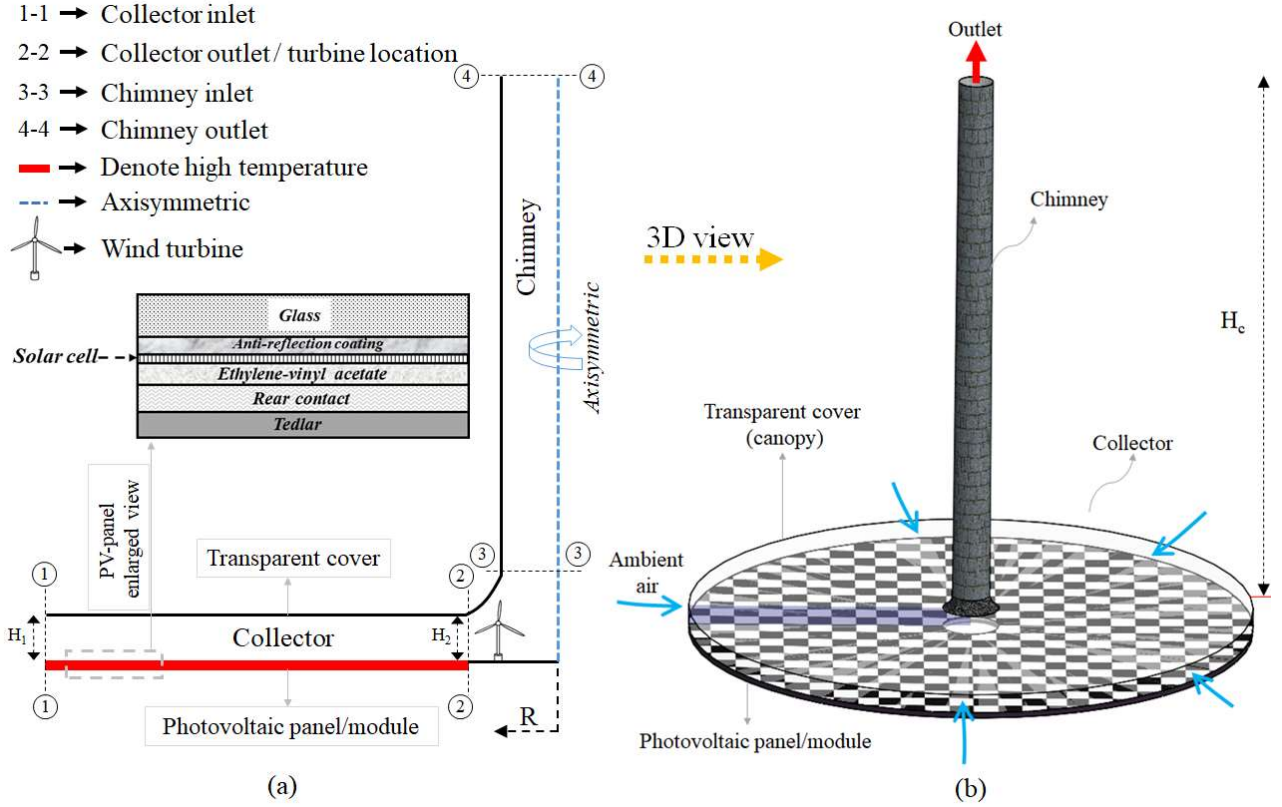 1-1 Collector inlet
2-2 Collector outlet / turbine location
3-3 Chimney inlet
4-4 Chimney outlet
Denote high temperature
Axisymmetric
Wind turbine
Glass
Anti-reflection coating
Solar cell
Ethylene-vinyl acetate
Rear contact
Tedlar
PV-panel
enlarged view
Transparent cover
1
H₁
1
Collector
2
H₂
2
Photovoltaic panel/module
3
3
4
4
Chimney
Axisymmetric
R
(a)
3D view
Outlet
Chimney
H_c
Transparent cover
(canopy)
Collector
Ambient
air
Photovoltaic panel/module
(b)